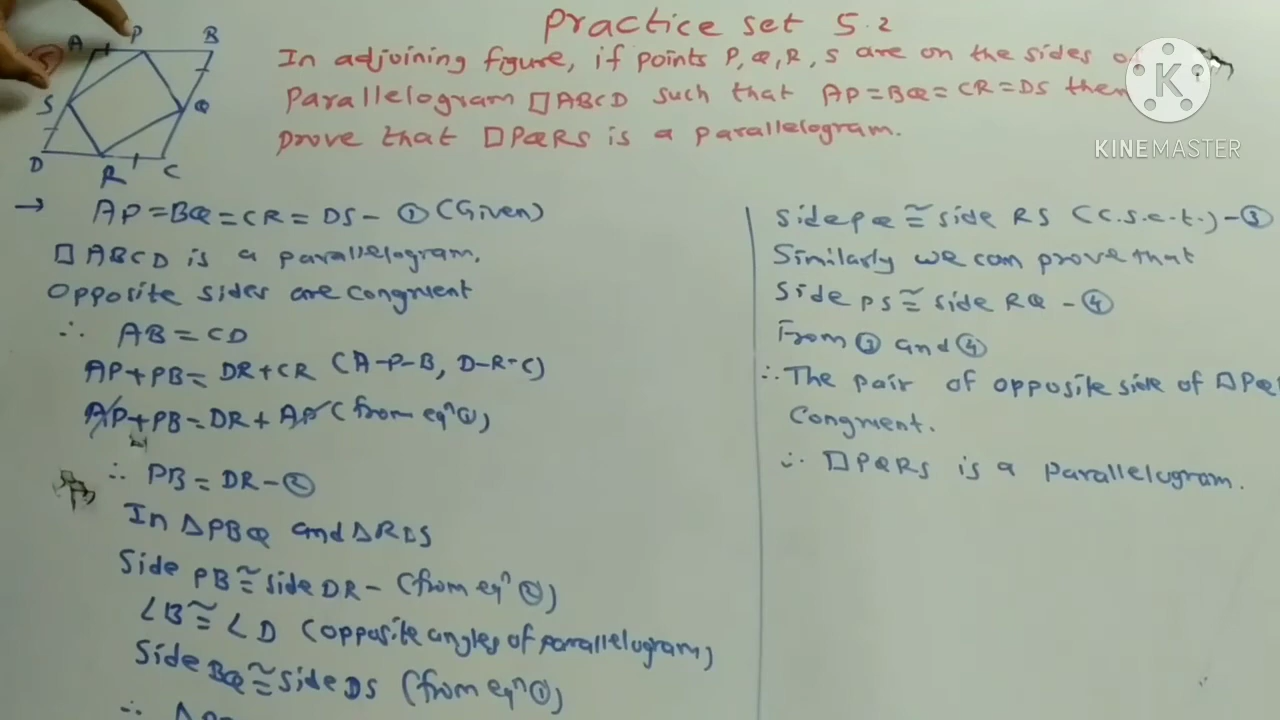 Practice set 5.2
In adjoining figure, if points P, Q, R, S are on the sides of
Parallelogram □ABCD such that AP=BQ=CR=DS then
prove that □PQRS is a parallelogram.
A P B
S Q
D R C
K
KINEMASTER
→ AP=BQ=CR=DS-① (Given)
□ABCD is a parallelogram.
Opposite sides are congruent
∴ AB=CD
AP+PB=DR+CR (A-P-B, D-R-C)
AP+PB=DR+AP (from eqⁿ ①)
∴ PB=DR-②
In △PBQ and △RDS
Side PB≅side DR- (from eqⁿ ②)
∠B≅∠D (opposite angles of parallelogram)
Side BQ≅side DS (from eqⁿ ①)
∴
side PQ≅side RS (C.S.C.T.)-③
Similarly we can prove that
Side PS≅side RQ-④
From ③ and ④
∴ The pair of opposite side of □PQ
Congruent.
∴ □PQRS is a parallelogram.